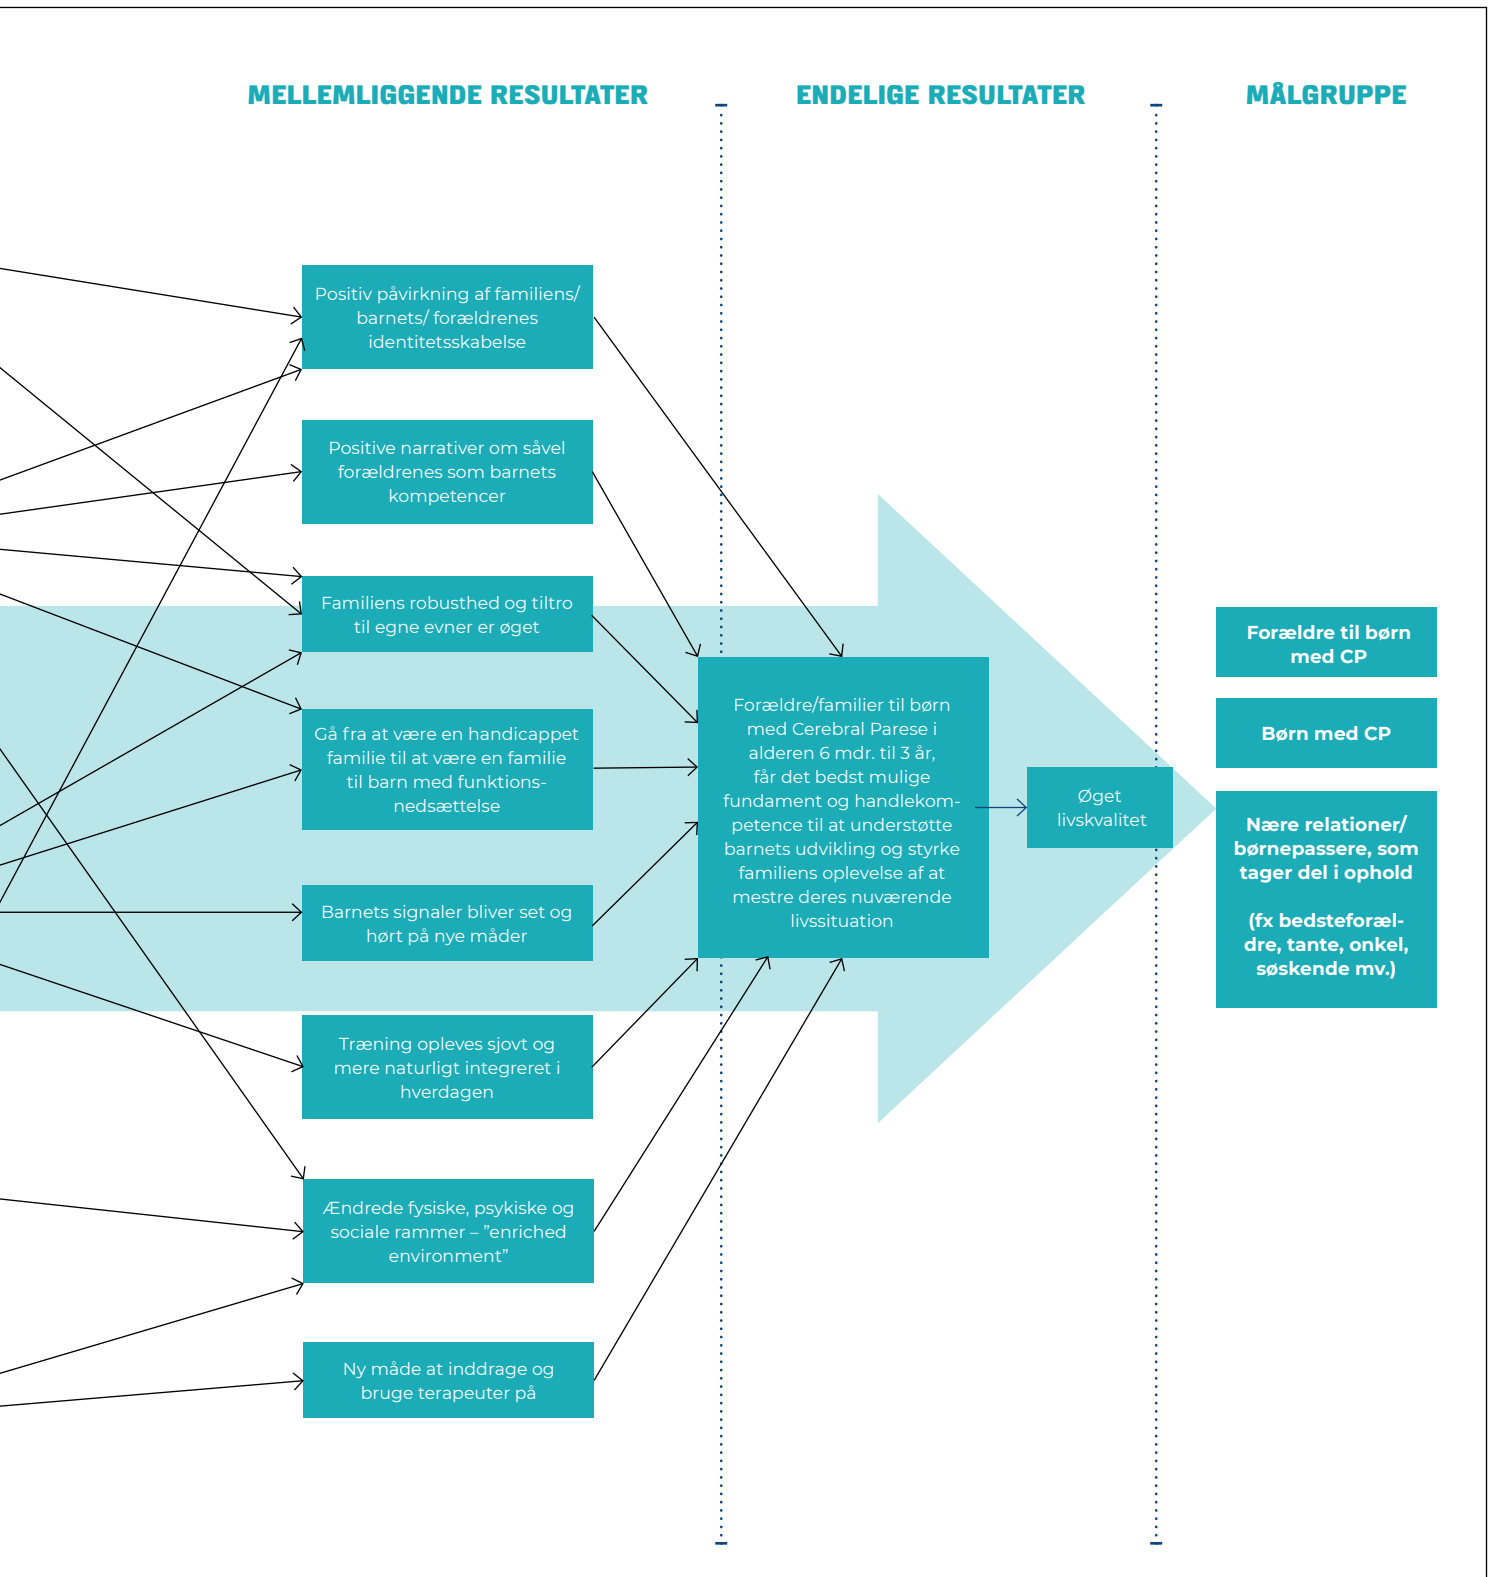 MELLEMLIGGENDE RESULTATER
ENDELIGE RESULTATER
MÅLGRUPPE
Positiv påvirkning af familiens/
barnets/ forældrenes
identitetsskabelse
Positive narrativer om såvel
forældrenes som barnets
kompetencer
Familiens robusthed og tiltro
til egne evner er øget
Gå fra at være en handicappet
familie til at være en familie
til barn med funktions-
nedsættelse
Barnets signaler bliver set og
hørt på nye måder
Træning opleves sjovt og
mere naturligt integreret i
hverdagen
Ændrede fysiske, psykiske og
sociale rammer – ”enriched
environment”
Ny måde at inddrage og
bruge terapeuter på
Forældre/familier til børn
med Cerebral Parese i
alderen 6 mdr. til 3 år,
får det bedst mulige
fundament og handlekom-
petence til at understøtte
barnets udvikling og styrke
familiens oplevelse af at
mestre deres nuværende
livssituation
Øget
livskvalitet
Forældre til børn
med CP
Børn med CP
Nære relationer/
børnepassere, som
tager del i ophold
(fx bedsteforæl-
dre, tante, onkel,
søskende mv.)